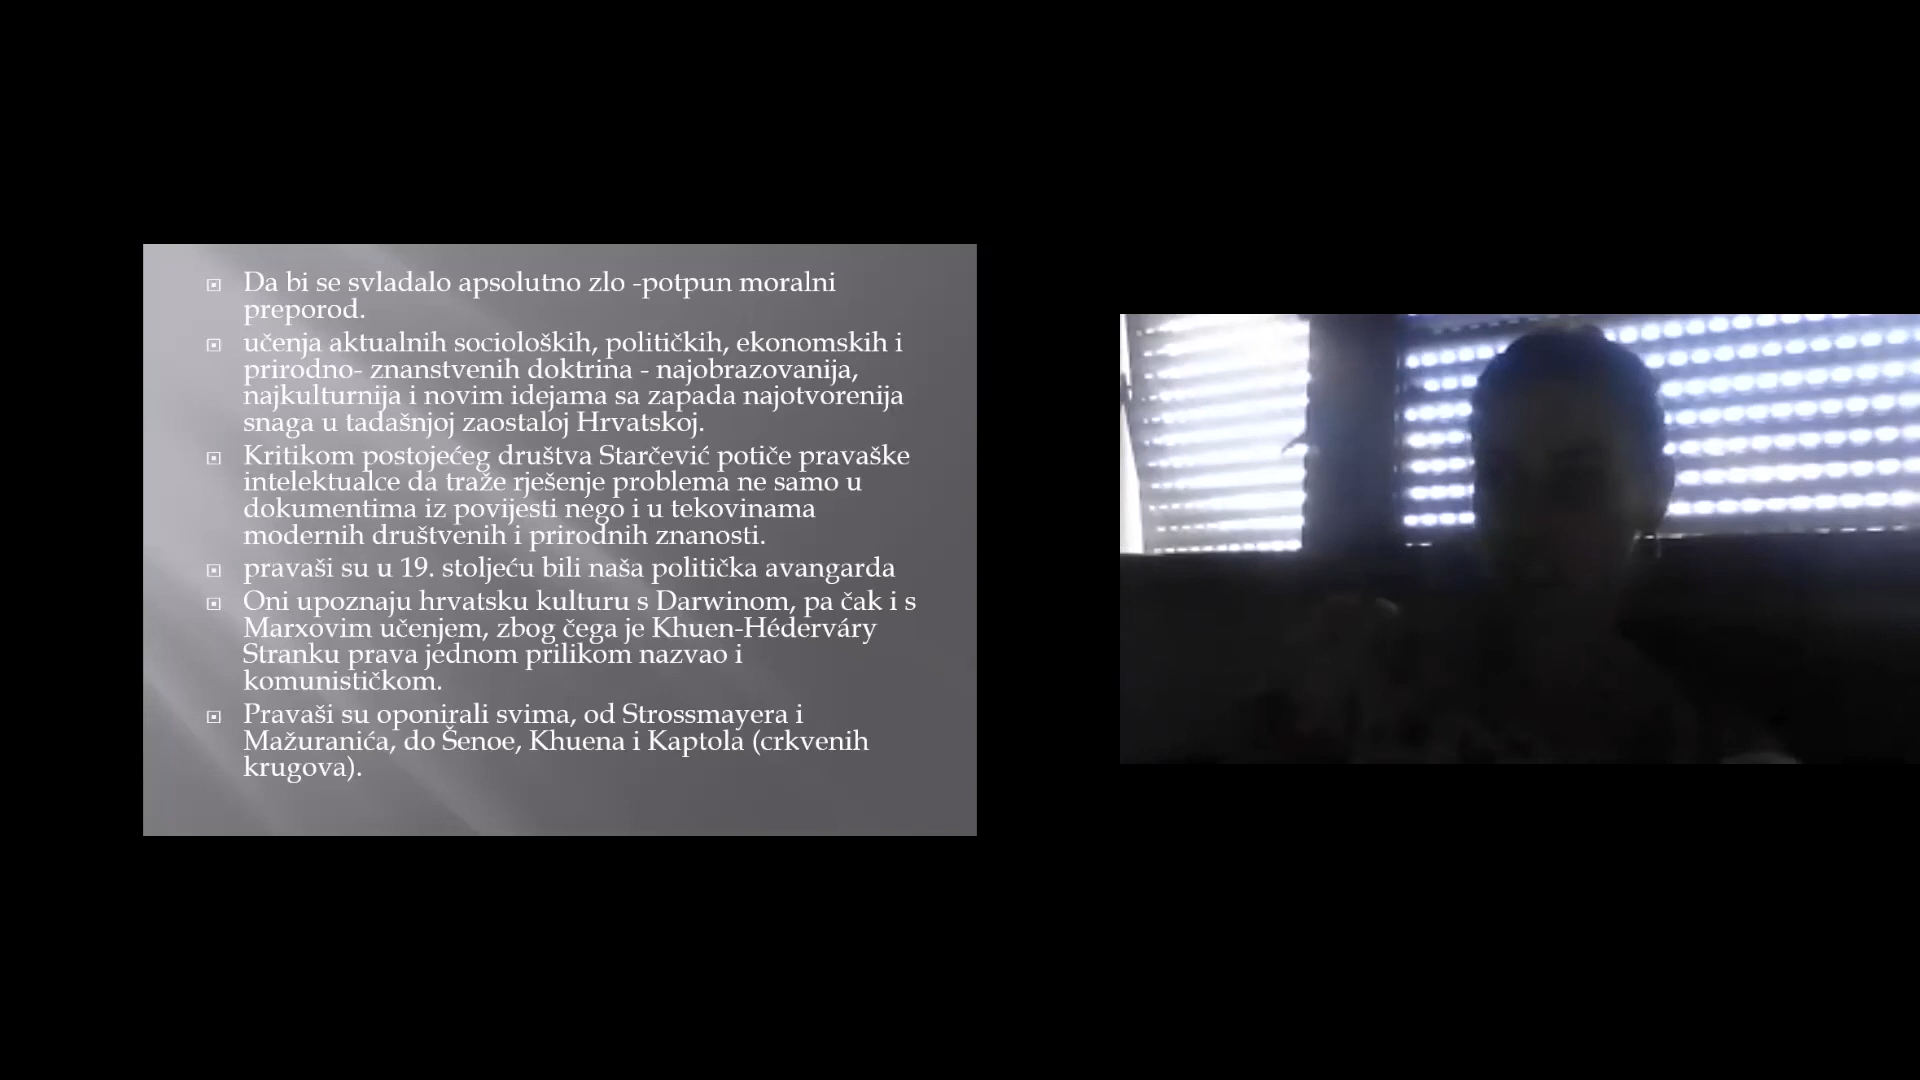 Da bi se svladalo apsolutno zlo -potpun moralni
preporod.
učenja aktualnih socioloških, političkih, ekonomskih i
prirodno- znanstvenih doktrina - najobrazovanija,
najkulturnija i novim idejama sa zapada najotvorenija
snaga u tadašnjoj zaostaloj Hrvatskoj.
Kritikom postojećeg društva Starčević potiče pravaške
intelektualce da traže rješenje problema ne samo u
dokumentima iz povijesti nego i u tekovinama
modernih društvenih i prirodnih znanosti.
pravaši su u 19. stoljeću bili naša politička avangarda
Oni upoznaju hrvatsku kulturu s Darwinom, pa čak i s
Marxovim učenjem, zbog čega je Khuen-Héderváry
Stranku prava jednom prilikom nazvao i
komunističkom.
Pravaši su oponirali svima, od Strossmayera i
Mažuranića, do Šenoe, Khuena i Kaptola (crkvenih
krugova).